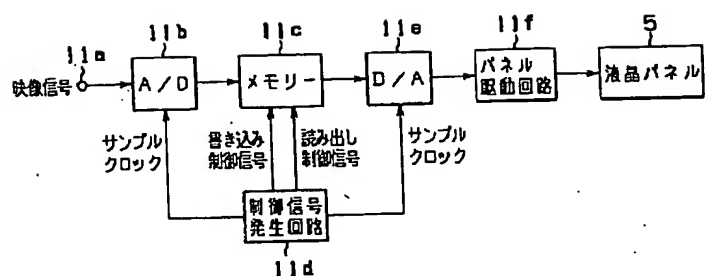 11a
映像信号
11b
A/D
11c
メモリー
11e
D/A
11f
パネル
駆動回路
5
液晶パネル
サンプル
クロック
書き込み
制御信号
読み出し
制御信号
サンプル
クロック
制御信号
発生回路
11d